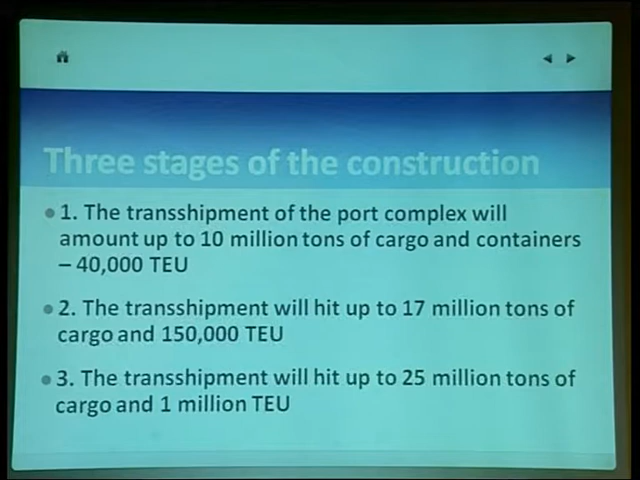 Three stages of the construction
1. The transshipment of the port complex will
amount up to 10 million tons of cargo and containers
– 40,000 TEU
2. The transshipment will hit up to 17 million tons of
cargo and 150,000 TEU
3. The transshipment will hit up to 25 million tons of
cargo and 1 million TEU